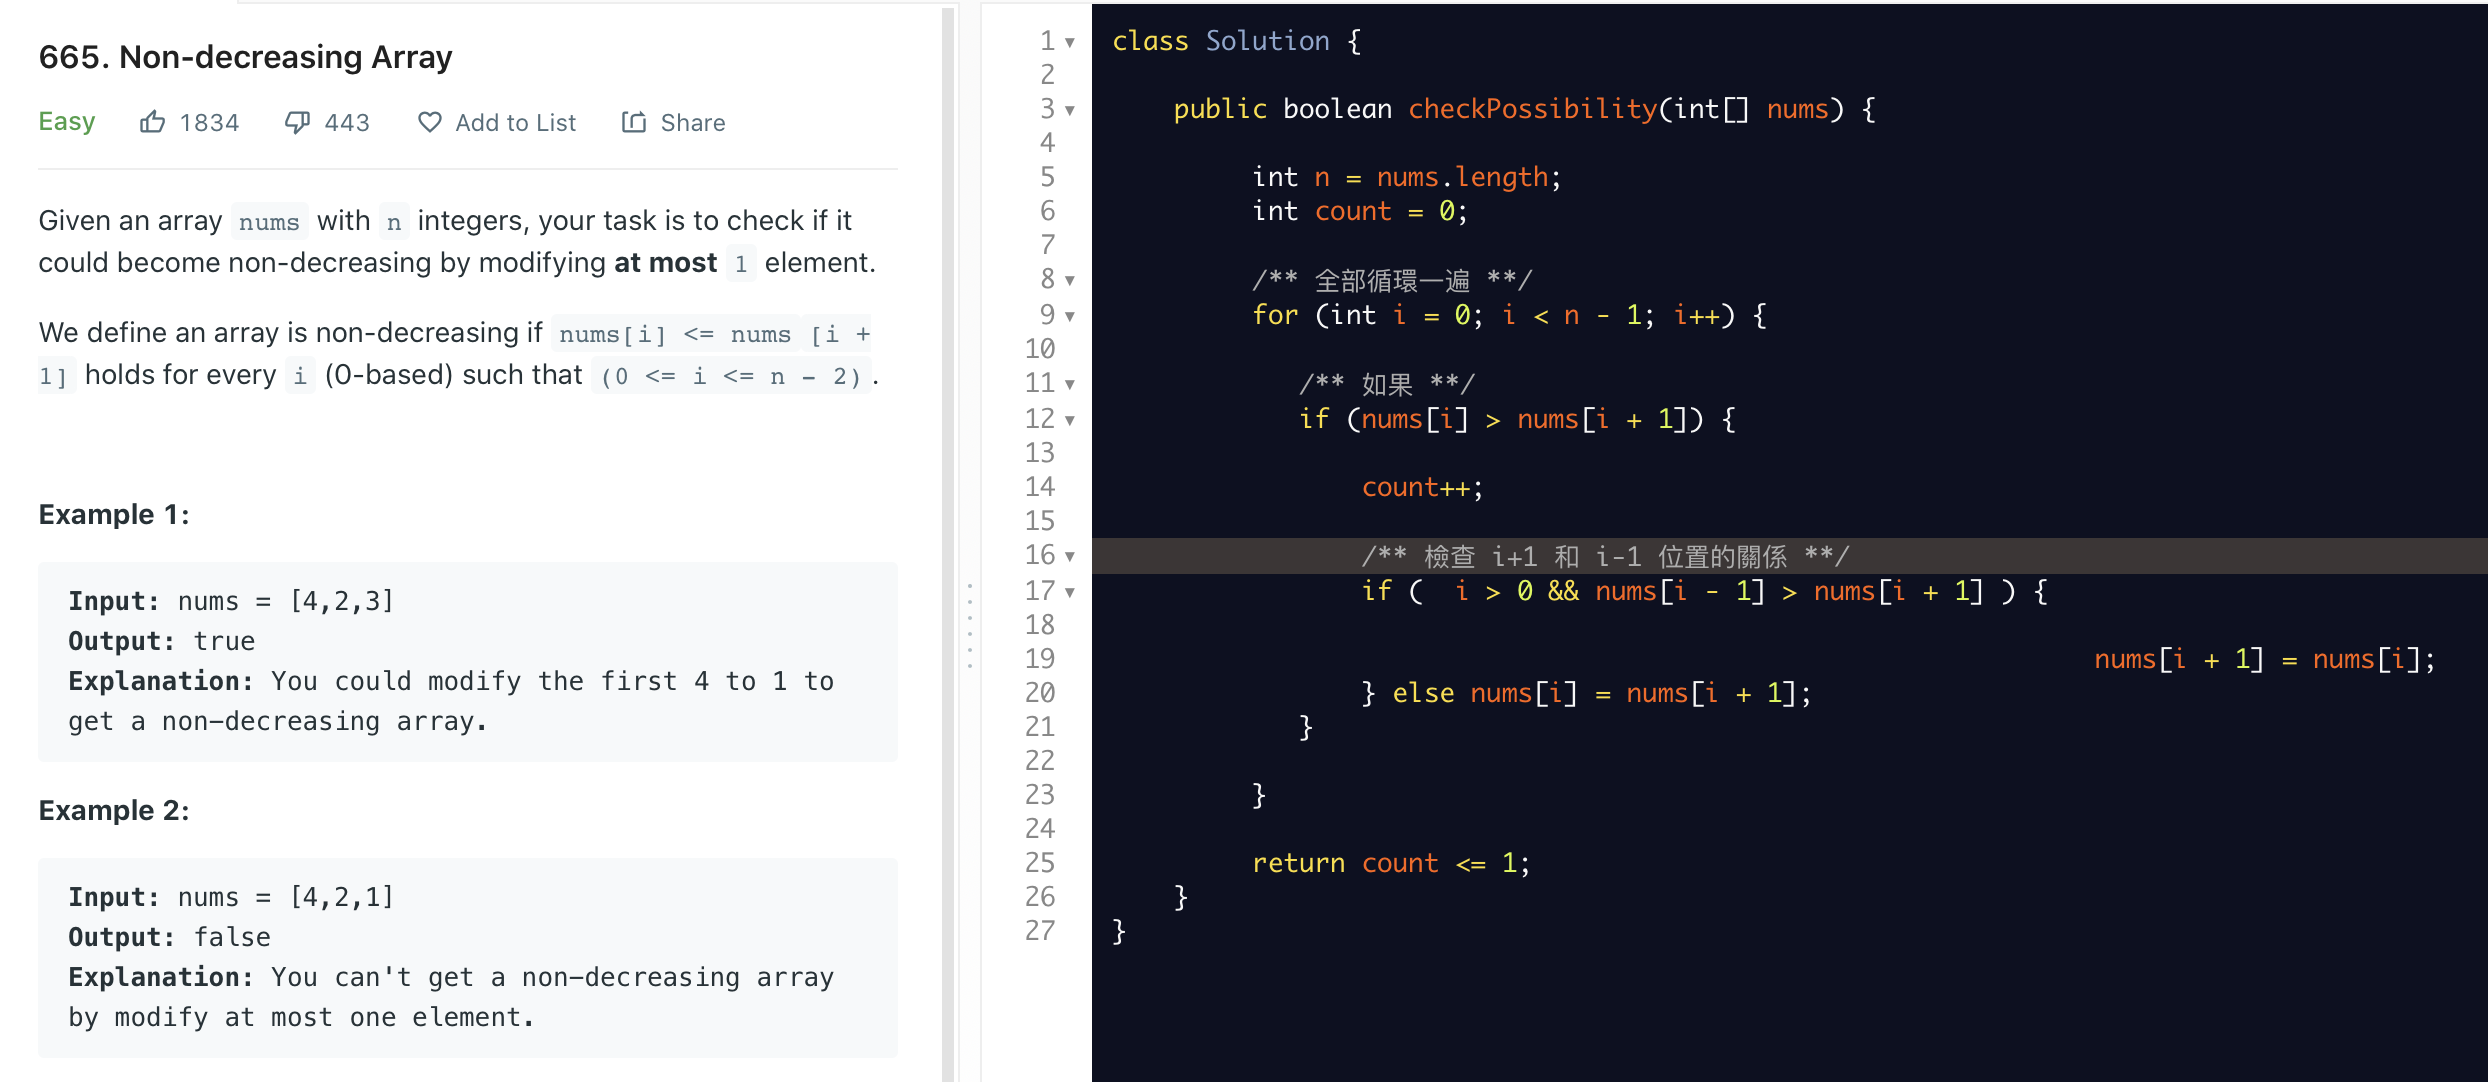 665. Non-decreasing Array
Easy 1834 443 Add to List Share
Given an array nums with n integers, your task is to check if it
could become non-decreasing by modifying at most 1 element.
We define an array is non-decreasing if nums[i] <= nums [i +
1] holds for every i (0-based) such that (0 <= i <= n - 2).
Example 1:
Input: nums = [4,2,3]
Output: true
Explanation: You could modify the first 4 to 1 to
get a non-decreasing array.
Example 2:
Input: nums = [4,2,1]
Output: false
Explanation: You can't get a non-decreasing array
by modify at most one element.
1 class Solution {
2
3 public boolean checkPossibility(int[] nums) {
4
5 int n = nums.length;
6 int count = 0;
7
8 /** 全部循環一遍 **/
9 for (int i = 0; i < n - 1; i++) {
10
11 /** 如果 **/
12 if (nums[i] > nums[i + 1]) {
13
14 count++;
15
16 /** 檢查 i+1 和 i-1 位置的關係 **/
17 if ( i > 0 && nums[i - 1] > nums[i + 1] ) {
18
19 nums[i + 1] = nums[i];
20 } else nums[i] = nums[i + 1];
21 }
22
23 }
24
25 return count <= 1;
26 }
27 }